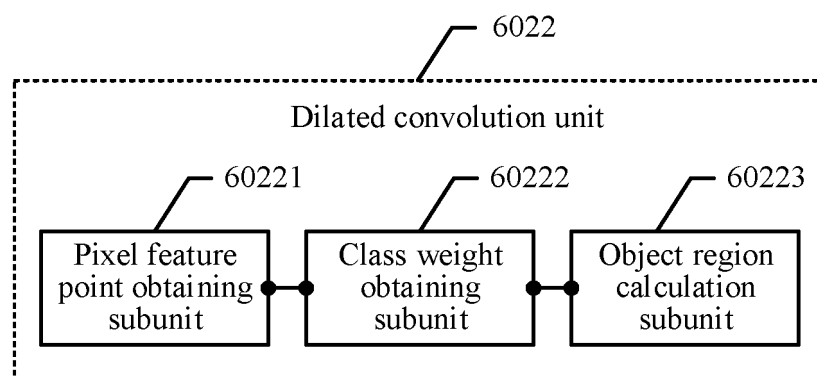 6022
Dilated convolution unit
60221
60222
60223
Pixel feature
point obtaining
subunit
Class weight
obtaining
subunit
Object region
calculation
subunit